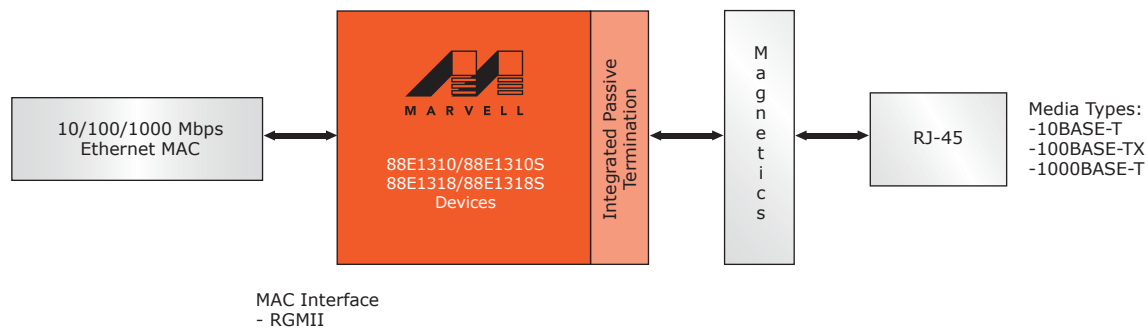 10/100/1000 Mbps
Ethernet MAC
MARVELL
88E1310/88E1310S
88E1318/88E1318S
Devices
Integrated Passive
Termination
Magnetics
RJ-45
Media Types:
-10BASE-T
-100BASE-TX
-1000BASE-T
MAC Interface
- RGMII